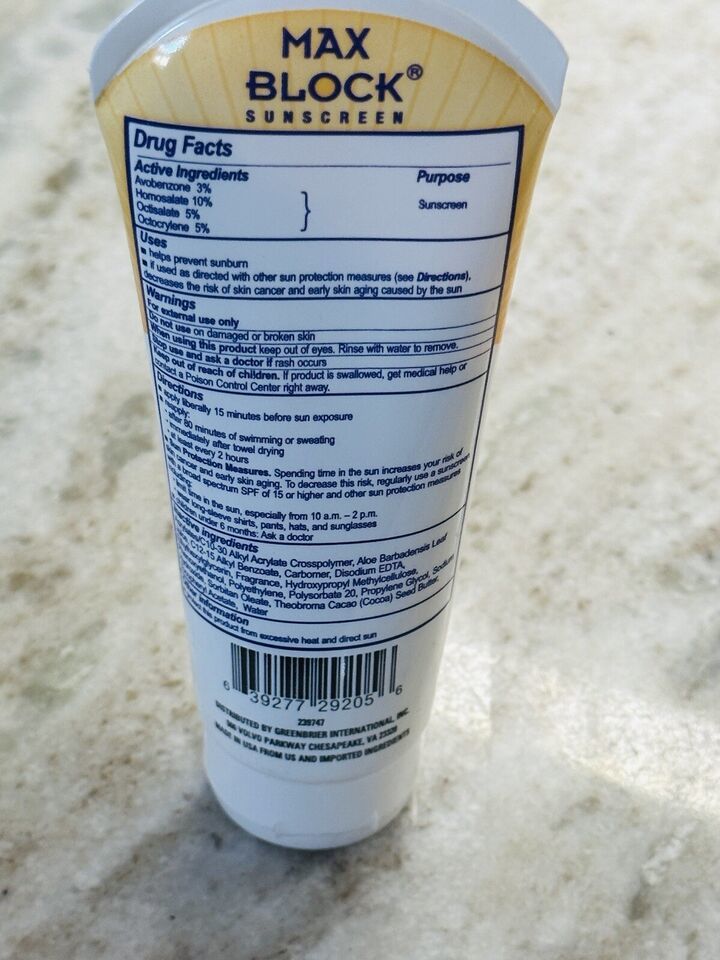 MAX
BLOCK®
SUNSCREEN
Drug Facts
Active Ingredients Purpose
Avobenzone 3%
Homosalate 10%
Octisalate 5% Sunscreen
Octocrylene 5%
Uses
helps prevent sunburn
if used as directed with other sun protection measures (see Directions),
decreases the risk of skin cancer and early skin aging caused by the sun
Warnings
For external use only
Do not use on damaged or broken skin
When using this product keep out of eyes. Rinse with water to remove.
Stop use and ask a doctor if rash occurs
Keep out of reach of children. If product is swallowed, get medical help or
contact a Poison Control Center right away.
Directions
apply liberally 15 minutes before sun exposure
reapply:
after 80 minutes of swimming or sweating
immediately after towel drying
at least every 2 hours
Sun Protection Measures. Spending time in the sun increases your risk of
cancer and early skin aging. To decrease this risk, regularly use a sunscreen
a broad spectrum SPF of 15 or higher and other sun protection measures
time in the sun, especially from 10 a.m. – 2 p.m.
long-sleeve shirts, pants, hats, and sunglasses
under 6 months: Ask a doctor
ingredients
C10-30 Alkyl Acrylate Crosspolymer, Aloe Barbadensis Leaf
C12-15 Alkyl Benzoate, Carbomer, Disodium EDTA,
Fragrance, Hydroxypropyl Methylcellulose,
Polyethylene, Polysorbate 20, Propylene Glycol, Sodium
Sorbitan Oleate, Theobroma Cacao (Cocoa) Seed Butter,
Acetate, Water
information
this product from excessive heat and direct sun
6 39277 29205 6
239747
DISTRIBUTED BY GREENBRIER INTERNATIONAL, INC.
500 VOLVO PARKWAY CHESAPEAKE, VA 23320
MADE IN USA FROM US AND IMPORTED INGREDIENTS